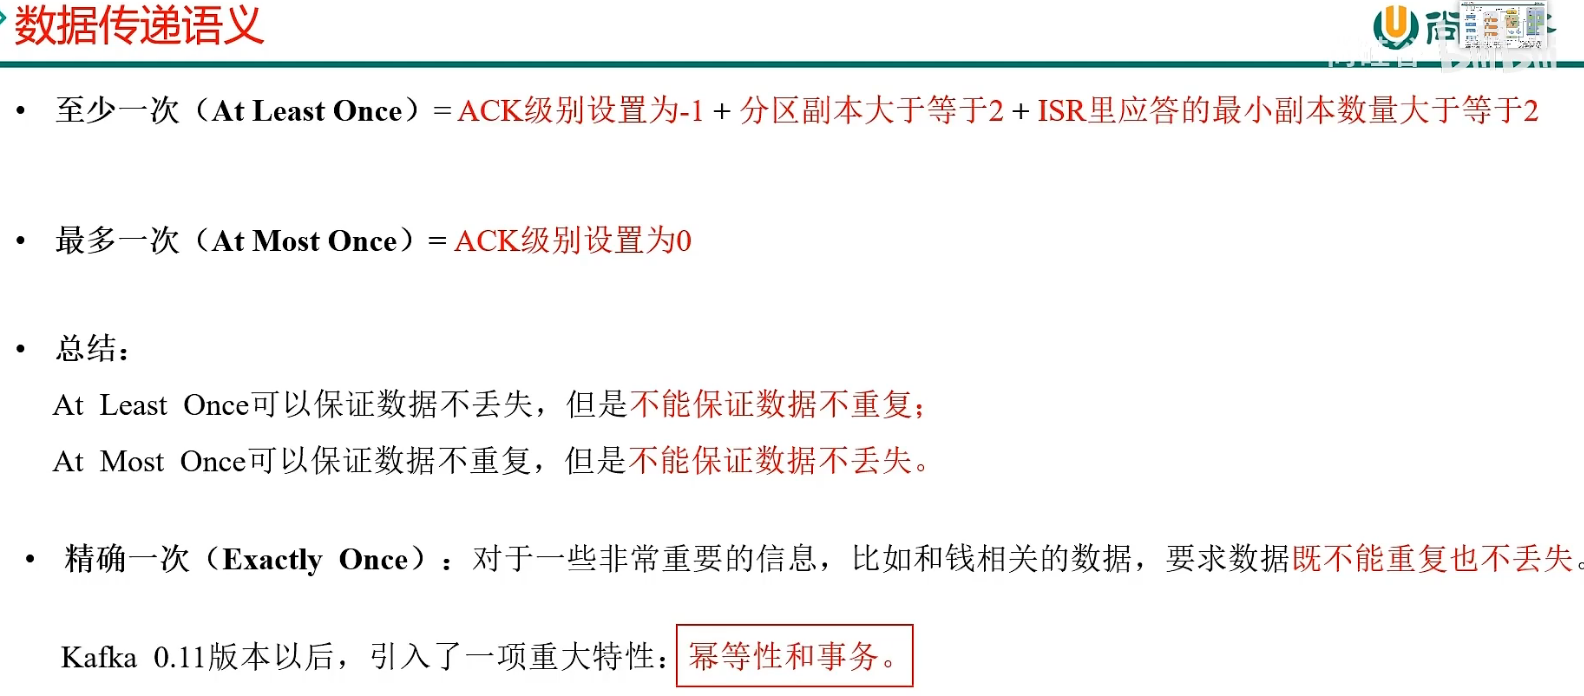 数据传递语义
• 至少一次（At Least Once）= ACK级别设置为-1 + 分区副本大于等于2 + ISR里应答的最小副本数量大于等于2
• 最多一次（At Most Once）= ACK级别设置为0
• 总结：
At Least Once可以保证数据不丢失，但是不能保证数据不重复；
At Most Once可以保证数据不重复，但是不能保证数据不丢失。
• 精确一次（Exactly Once）：对于一些非常重要的信息，比如和钱相关的数据，要求数据既不能重复也不丢失。
Kafka 0.11版本以后，引入了一项重大特性：幂等性和事务。